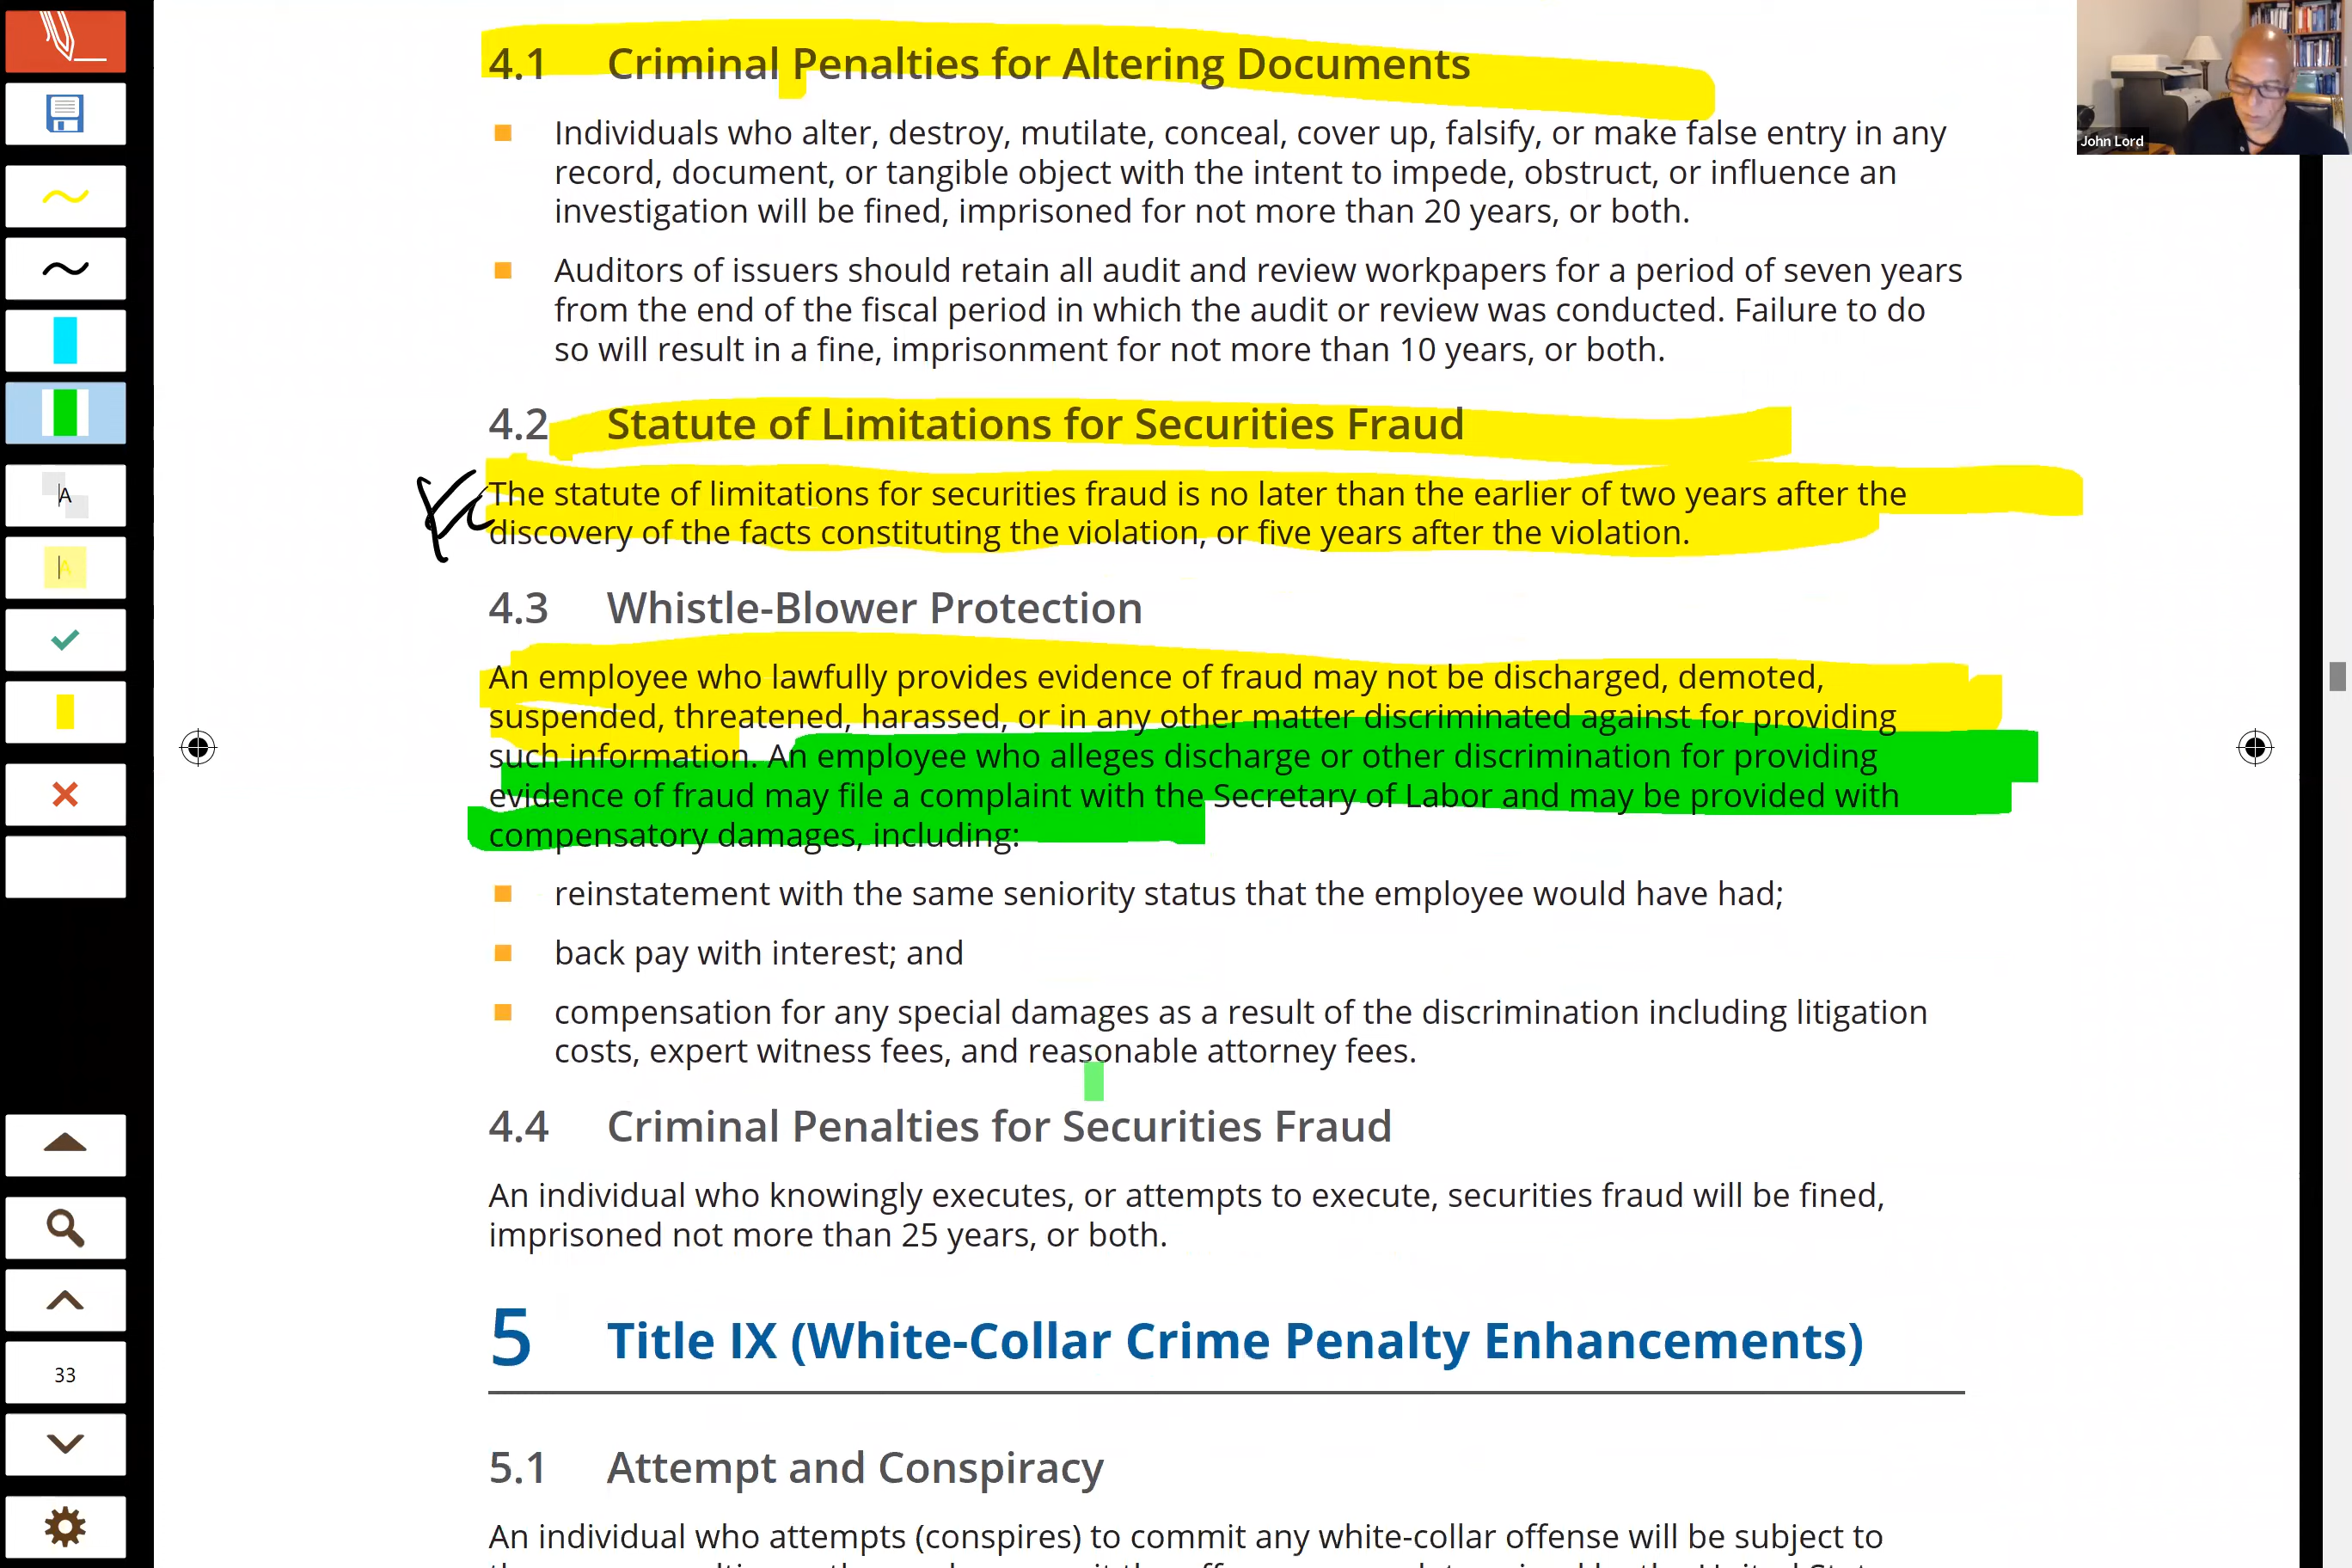 4.1 Criminal Penalties for Altering Documents
Individuals who alter, destroy, mutilate, conceal, cover up, falsify, or make false entry in any
record, document, or tangible object with the intent to impede, obstruct, or influence an
investigation will be fined, imprisoned for not more than 20 years, or both.
Auditors of issuers should retain all audit and review workpapers for a period of seven years
from the end of the fiscal period in which the audit or review was conducted. Failure to do
so will result in a fine, imprisonment for not more than 10 years, or both.
4.2 Statute of Limitations for Securities Fraud
The statute of limitations for securities fraud is no later than the earlier of two years after the
discovery of the facts constituting the violation, or five years after the violation.
4.3 Whistle-Blower Protection
An employee who lawfully provides evidence of fraud may not be discharged, demoted,
suspended, threatened, harassed, or in any other matter discriminated against for providing
such information. An employee who alleges discharge or other discrimination for providing
evidence of fraud may file a complaint with the Secretary of Labor and may be provided with
compensatory damages, including:
reinstatement with the same seniority status that the employee would have had;
back pay with interest; and
compensation for any special damages as a result of the discrimination including litigation
costs, expert witness fees, and reasonable attorney fees.
4.4 Criminal Penalties for Securities Fraud
An individual who knowingly executes, or attempts to execute, securities fraud will be fined,
imprisoned not more than 25 years, or both.
5 Title IX (White-Collar Crime Penalty Enhancements)
5.1 Attempt and Conspiracy
An individual who attempts (conspires) to commit any white-collar offense will be subject to
John Lord
A
A
33